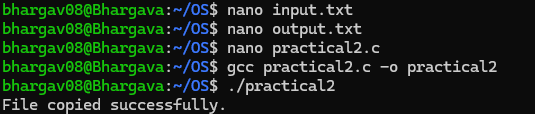 bhargav08@Bhargava:~/OS$ nano input.txt
bhargav08@Bhargava:~/OS$ nano output.txt
bhargav08@Bhargava:~/OS$ nano practical2.c
bhargav08@Bhargava:~/OS$ gcc practical2.c -o practical2
bhargav08@Bhargava:~/OS$ ./practical2
File copied successfully.